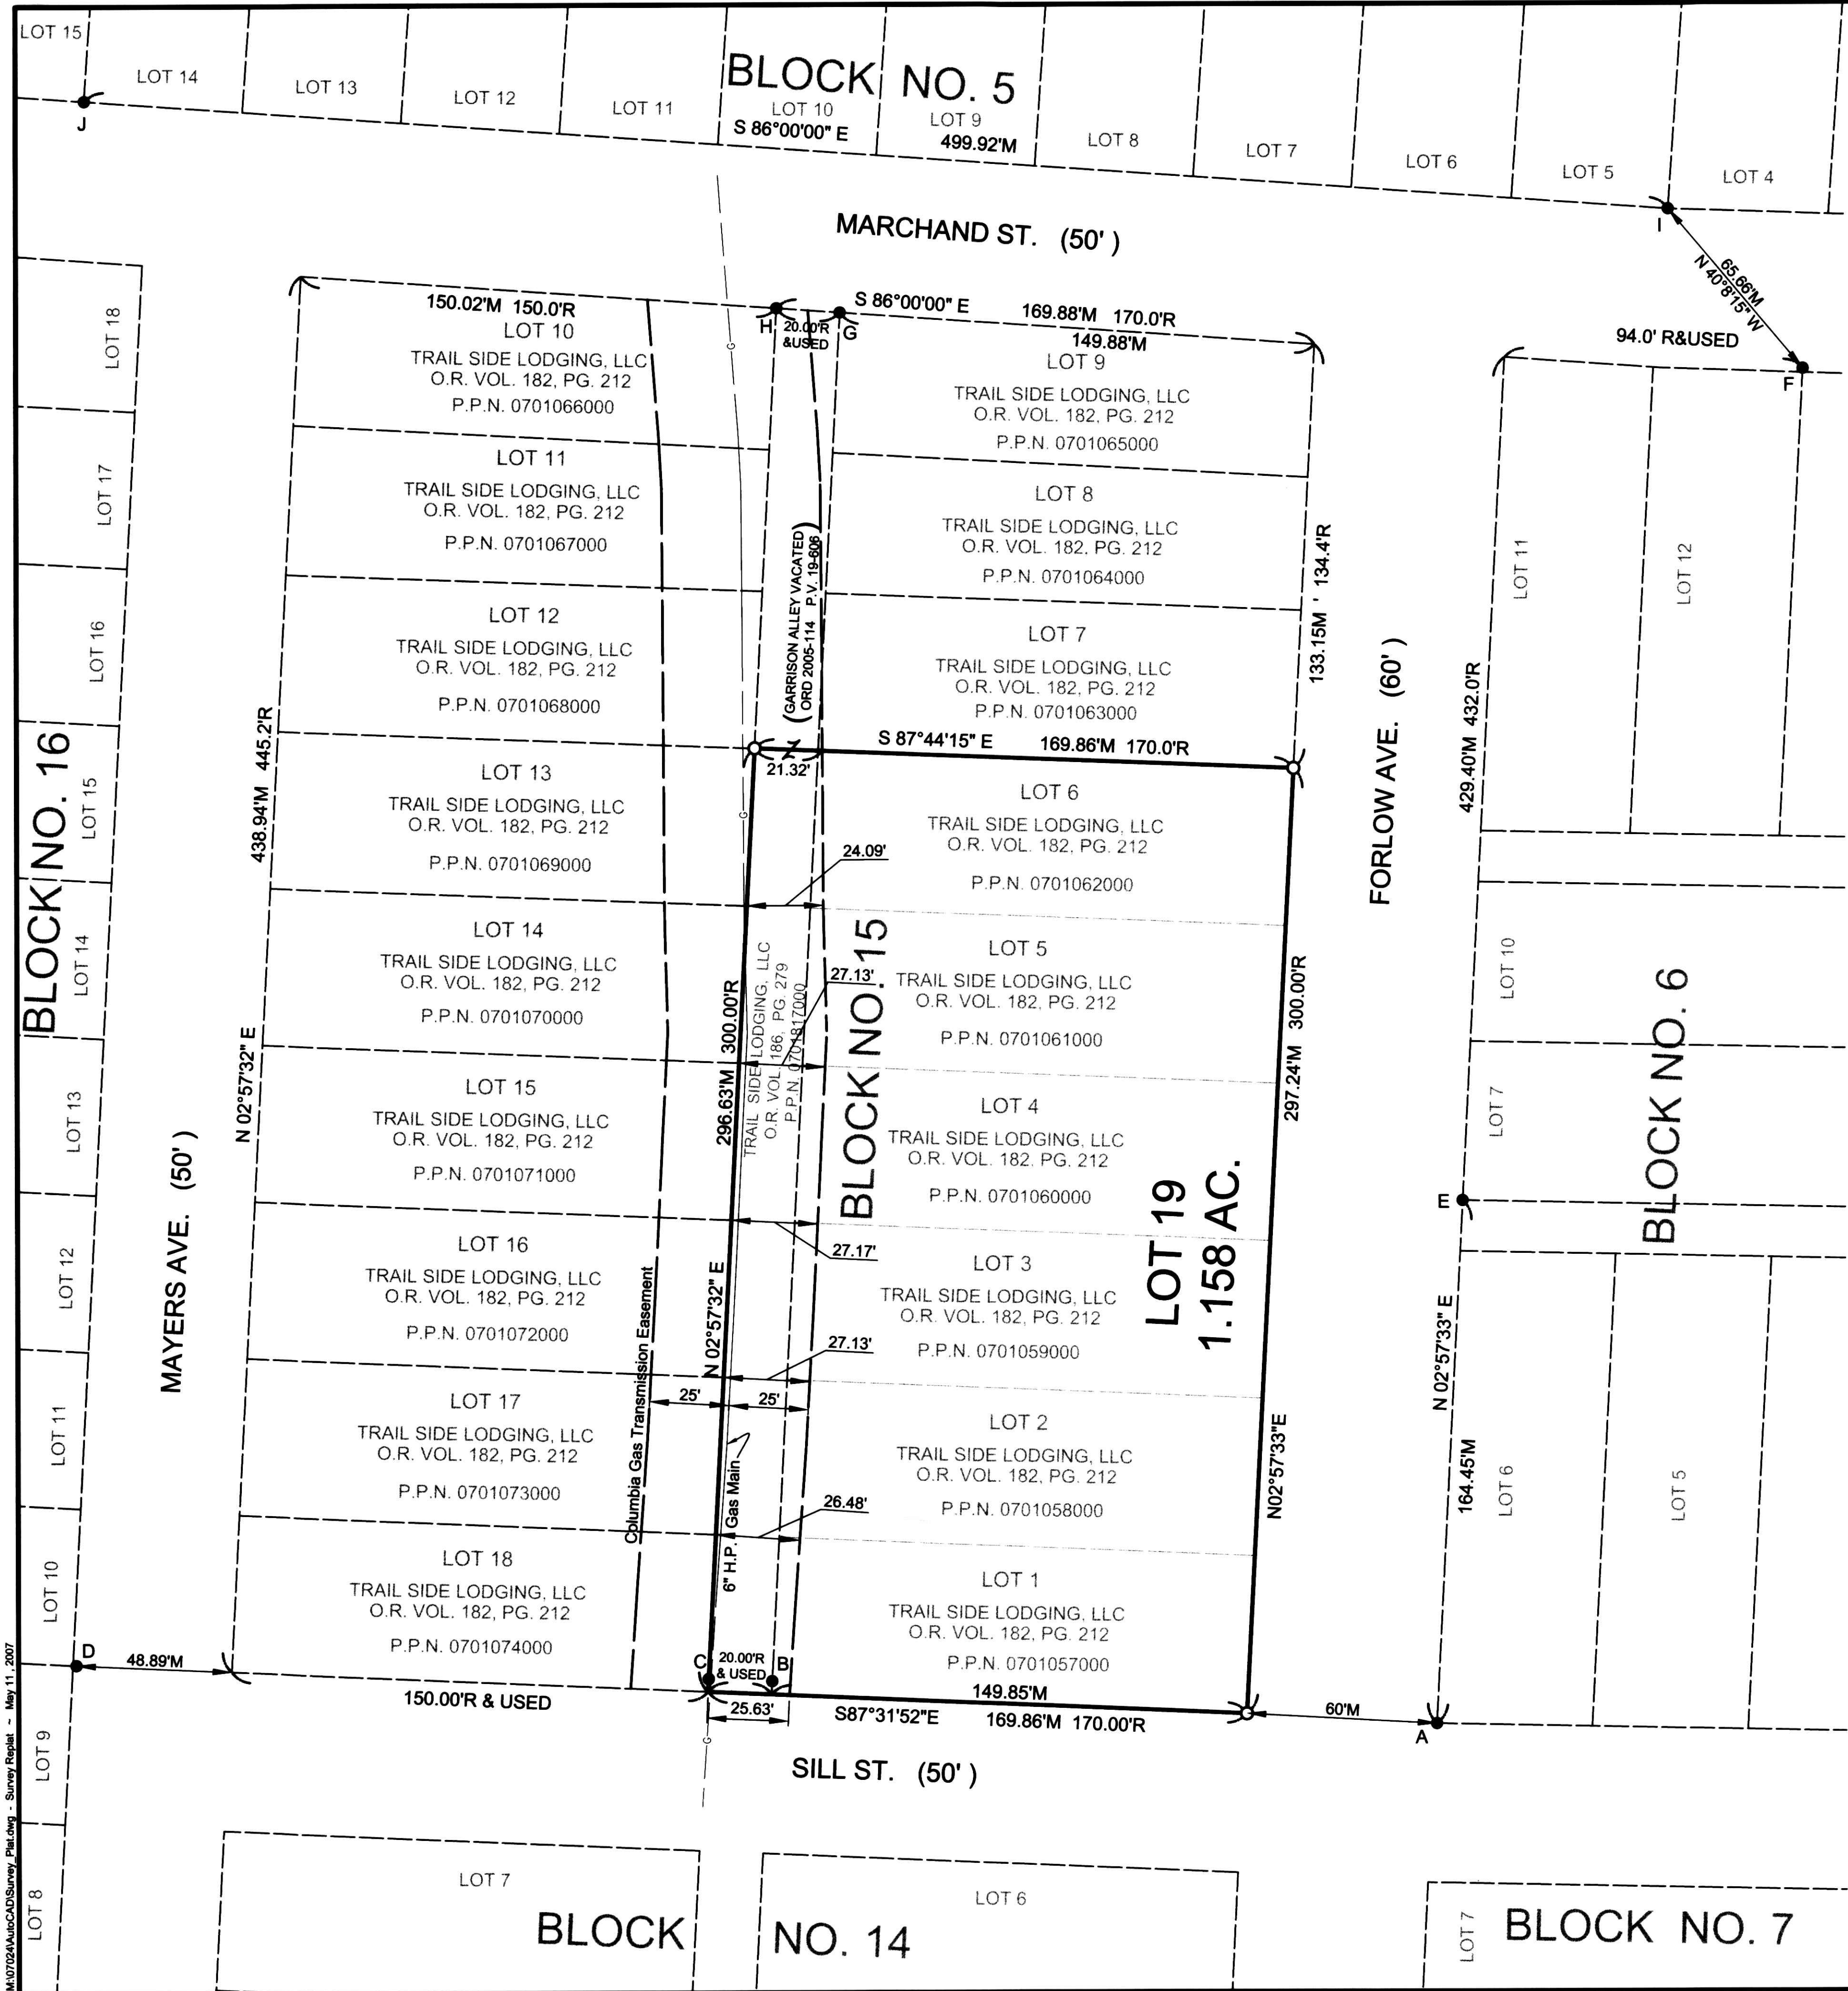 LOT 15
LOT 14
LOT 13
LOT 12
LOT 11
BLOCK NO. 5
LOT 10
LOT 9
LOT 8
LOT 7
LOT 6
LOT 5
LOT 4
S 86°00'00" E
499.92'M
J
I
MARCHAND ST. (50' )
65.66'M
N 40°8'15" W
94.0' R&USED
F
150.02'M 150.0'R
H
20.00'R
&USED
G
S 86°00'00" E
169.88'M 170.0'R
149.88'M
LOT 10
TRAIL SIDE LODGING, LLC
O.R. VOL. 182, PG. 212
P.P.N. 0701066000
LOT 9
TRAIL SIDE LODGING, LLC
O.R. VOL. 182, PG. 212
P.P.N. 0701065000
LOT 11
TRAIL SIDE LODGING, LLC
O.R. VOL. 182, PG. 212
P.P.N. 0701067000
LOT 8
TRAIL SIDE LODGING, LLC
O.R. VOL. 182. PG. 212
P.P.N. 0701064000
(GARRISON ALLEY VACATED)
ORD 2005-114 P.V. 19-606
133.15M ' 134.4'R
LOT 12
TRAIL SIDE LODGING, LLC
O.R. VOL. 182, PG. 212
P.P.N. 0701068000
LOT 7
TRAIL SIDE LODGING, LLC
O.R. VOL. 182, PG. 212
P.P.N. 0701063000
S 87°44'15" E
169.86'M 170.0'R
21.32'
LOT 13
TRAIL SIDE LODGING, LLC
O.R. VOL. 182, PG. 212
P.P.N. 0701069000
LOT 6
TRAIL SIDE LODGING, LLC
O.R. VOL. 182, PG. 212
P.P.N. 0701062000
24.09'
LOT 14
TRAIL SIDE LODGING, LLC
O.R. VOL. 182, PG. 212
P.P.N. 0701070000
LOT 5
TRAIL SIDE LODGING, LLC
O.R. VOL. 182, PG. 212
P.P.N. 0701061000
27.13'
TRAIL SIDE LODGING, LLC
O.R. VOL. 186, PG. 279
P.P.N. 0701817000
BLOCK NO. 15
LOT 15
TRAIL SIDE LODGING, LLC
O.R. VOL. 182, PG. 212
P.P.N. 0701071000
LOT 4
TRAIL SIDE LODGING, LLC
O.R. VOL. 182. PG. 212
P.P.N. 0701060000
27.17'
LOT 19
1.158 AC.
LOT 16
TRAIL SIDE LODGING, LLC
O.R. VOL. 182, PG. 212
P.P.N. 0701072000
LOT 3
TRAIL SIDE LODGING, LLC
O.R. VOL. 182, PG. 212
P.P.N. 0701059000
27.13'
25'
25'
LOT 17
TRAIL SIDE LODGING, LLC
O.R. VOL. 182, PG. 212
P.P.N. 0701073000
LOT 2
TRAIL SIDE LODGING, LLC
O.R. VOL. 182, PG. 212
P.P.N. 0701058000
26.48'
LOT 18
TRAIL SIDE LODGING, LLC
O.R. VOL. 182, PG. 212
P.P.N. 0701074000
LOT 1
TRAIL SIDE LODGING, LLC
O.R. VOL. 182, PG. 212
P.P.N. 0701057000
Columbia Gas Transmission Easement
6" H.P. Gas Main
G
G
G
296.63'M 300.00'R
N 02°57'32" E
297.24'M 300.00'R
N02°57'33"E
438.94'M 445.2'R
N 02°57'32" E
MAYERS AVE. (50' )
FORLOW AVE. (60' )
429.40'M 432.0'R
N 02°57'33" E
164.45'M
E
LOT 11
LOT 12
LOT 10
LOT 7
LOT 6
LOT 5
BLOCK NO. 6
BLOCK NO. 16
LOT 18
LOT 17
LOT 16
LOT 15
LOT 14
LOT 13
LOT 12
LOT 11
LOT 10
LOT 9
LOT 8
D
48.89'M
150.00'R & USED
C
20.00'R
& USED
B
25.63'
149.85'M
S87°31'52"E
169.86'M 170.00'R
60'M
A
SILL ST. (50' )
LOT 7
LOT 6
BLOCK NO. 14
LOT 7
BLOCK NO. 7
M:\07024\AutoCAD\Survey_Plat.dwg - Survey Replat ~ May 11, 2007